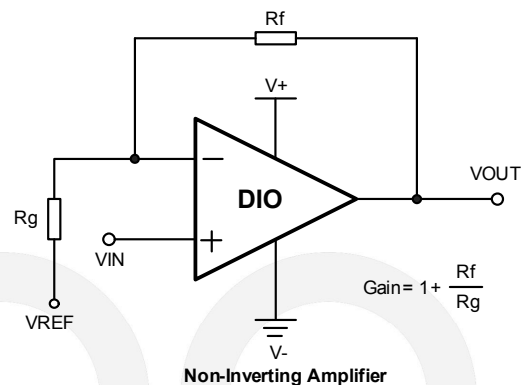 Rf
V+
VOUT
DIO
Rg
VIN
Gain= 1+ Rf
Rg
VREF
V-
Non-Inverting Amplifier